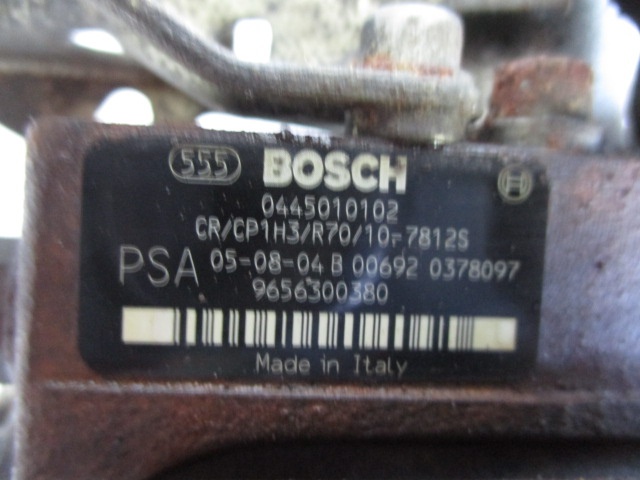 555 BOSCH
0445010102
CR/CP1H3/R70/10-7812S
PSA 05-08-04 B 00692 0378097
9656300380
Made in Italy